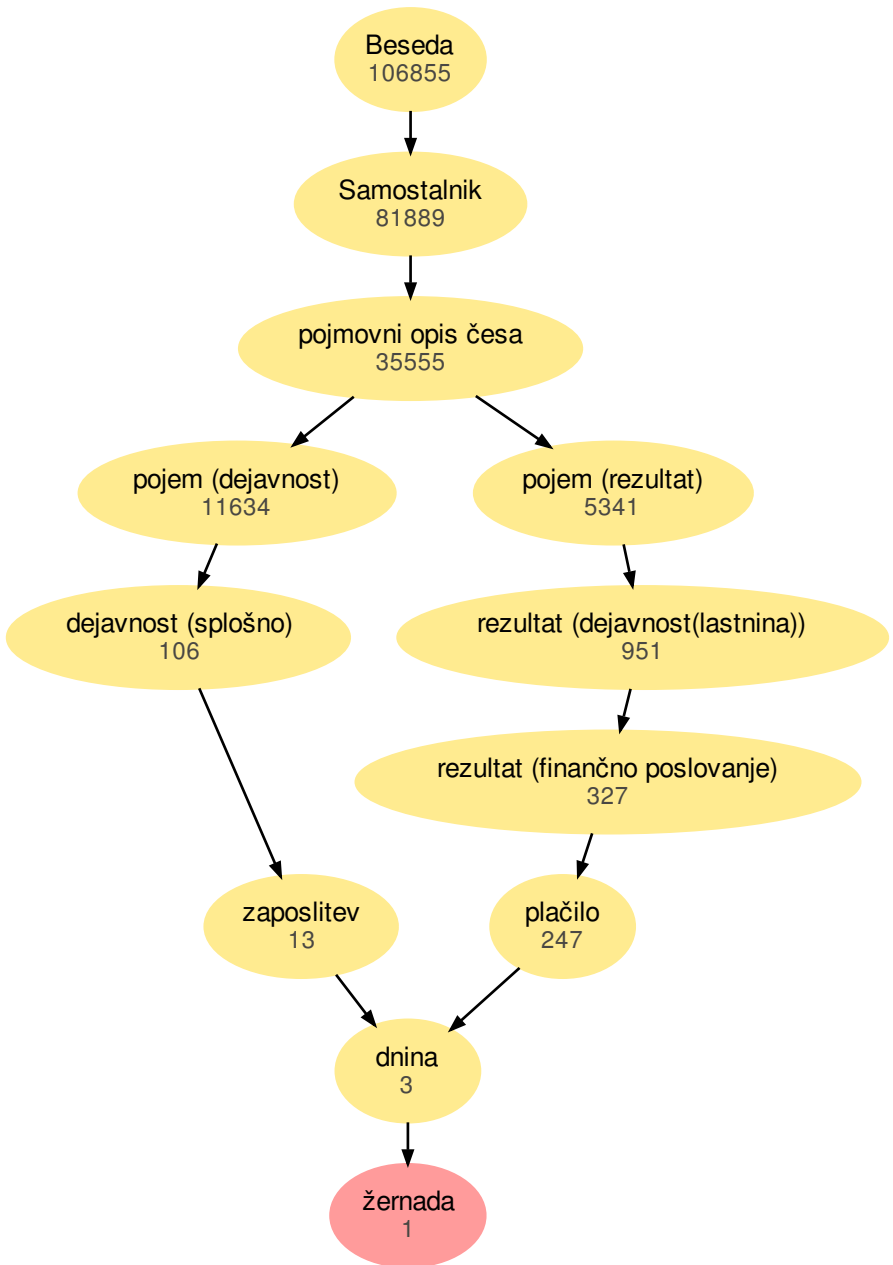 Beseda
106855
Samostalnik
81889
pojmovni opis česa
35555
pojem (dejavnost)
11634
pojem (rezultat)
5341
dejavnost (splošno)
106
rezultat (dejavnost(lastnina))
951
rezultat (finančno poslovanje)
327
zaposlitev
13
plačilo
247
dnina
3
žernada
1